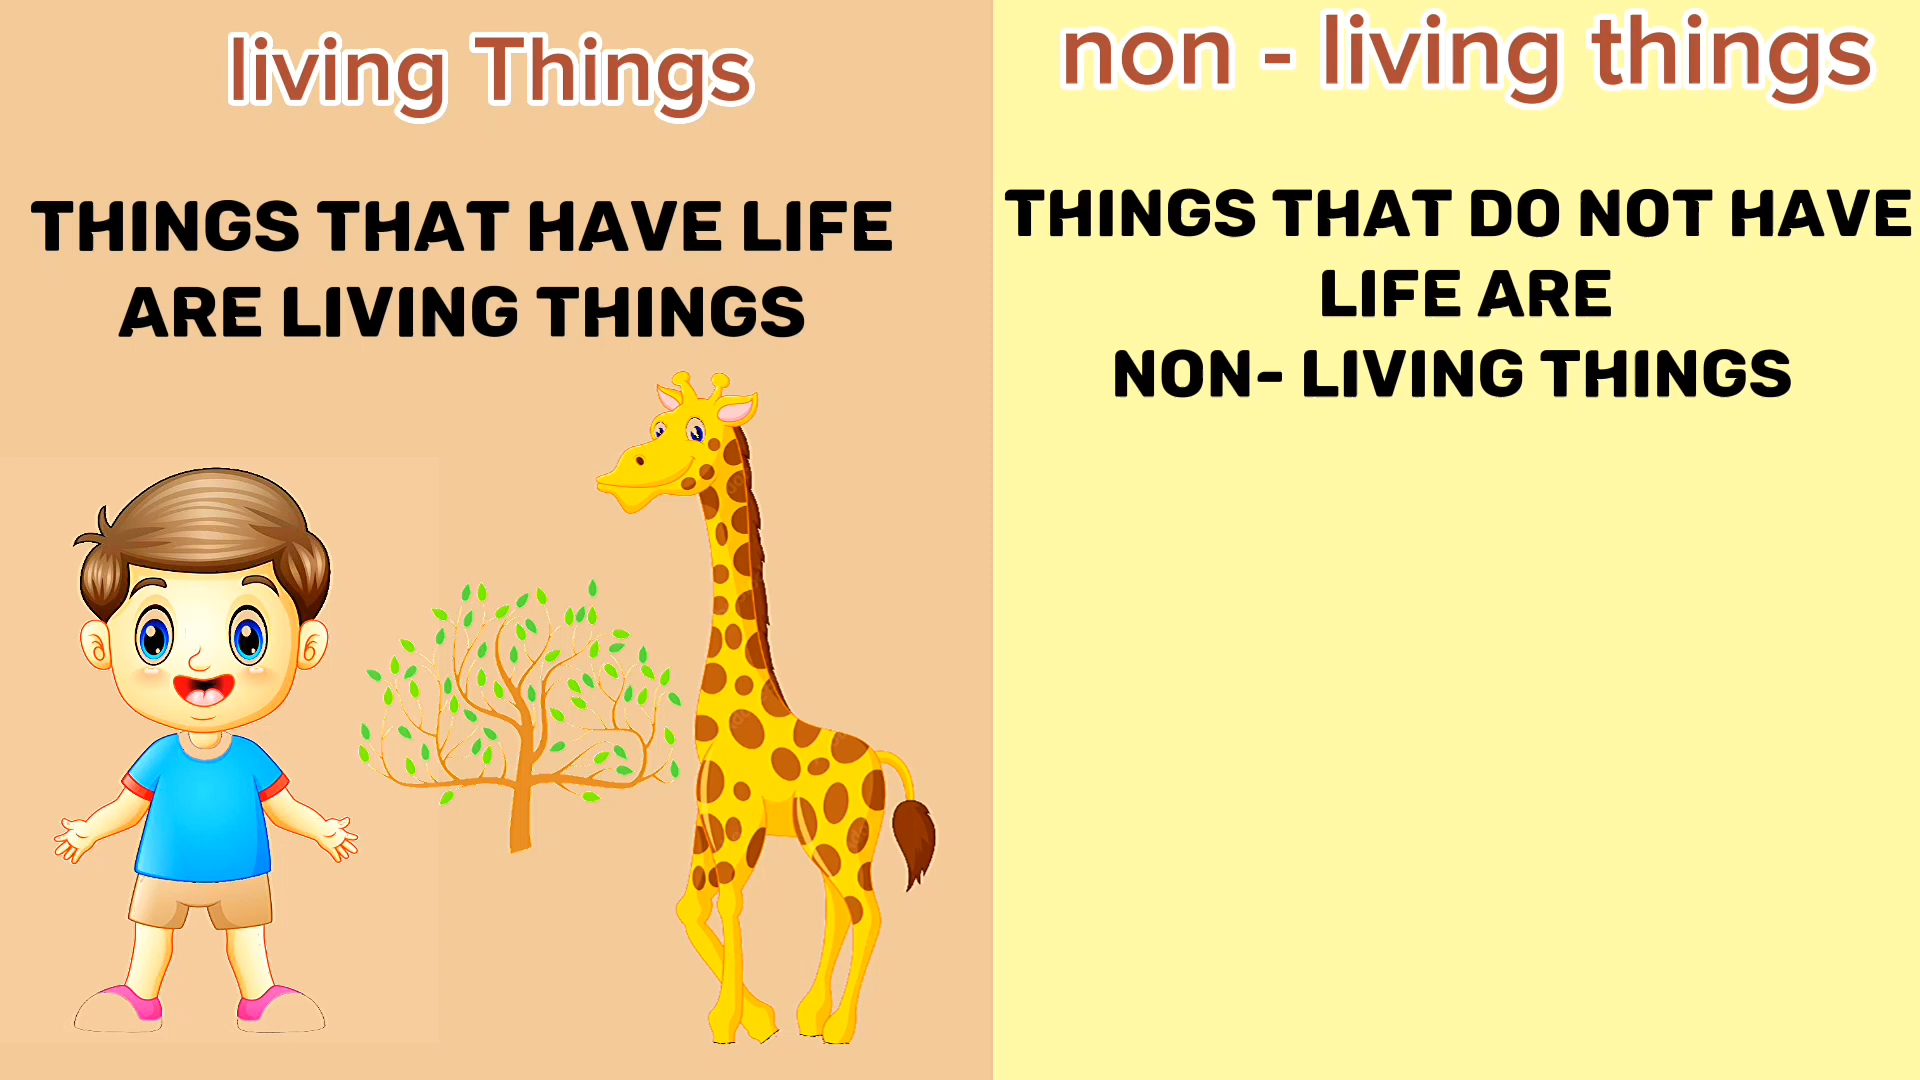 living Things
THINGS THAT HAVE LIFE
ARE LIVING THINGS
non - living things
THINGS THAT DO NOT HAVE
LIFE ARE
NON- LIVING THINGS